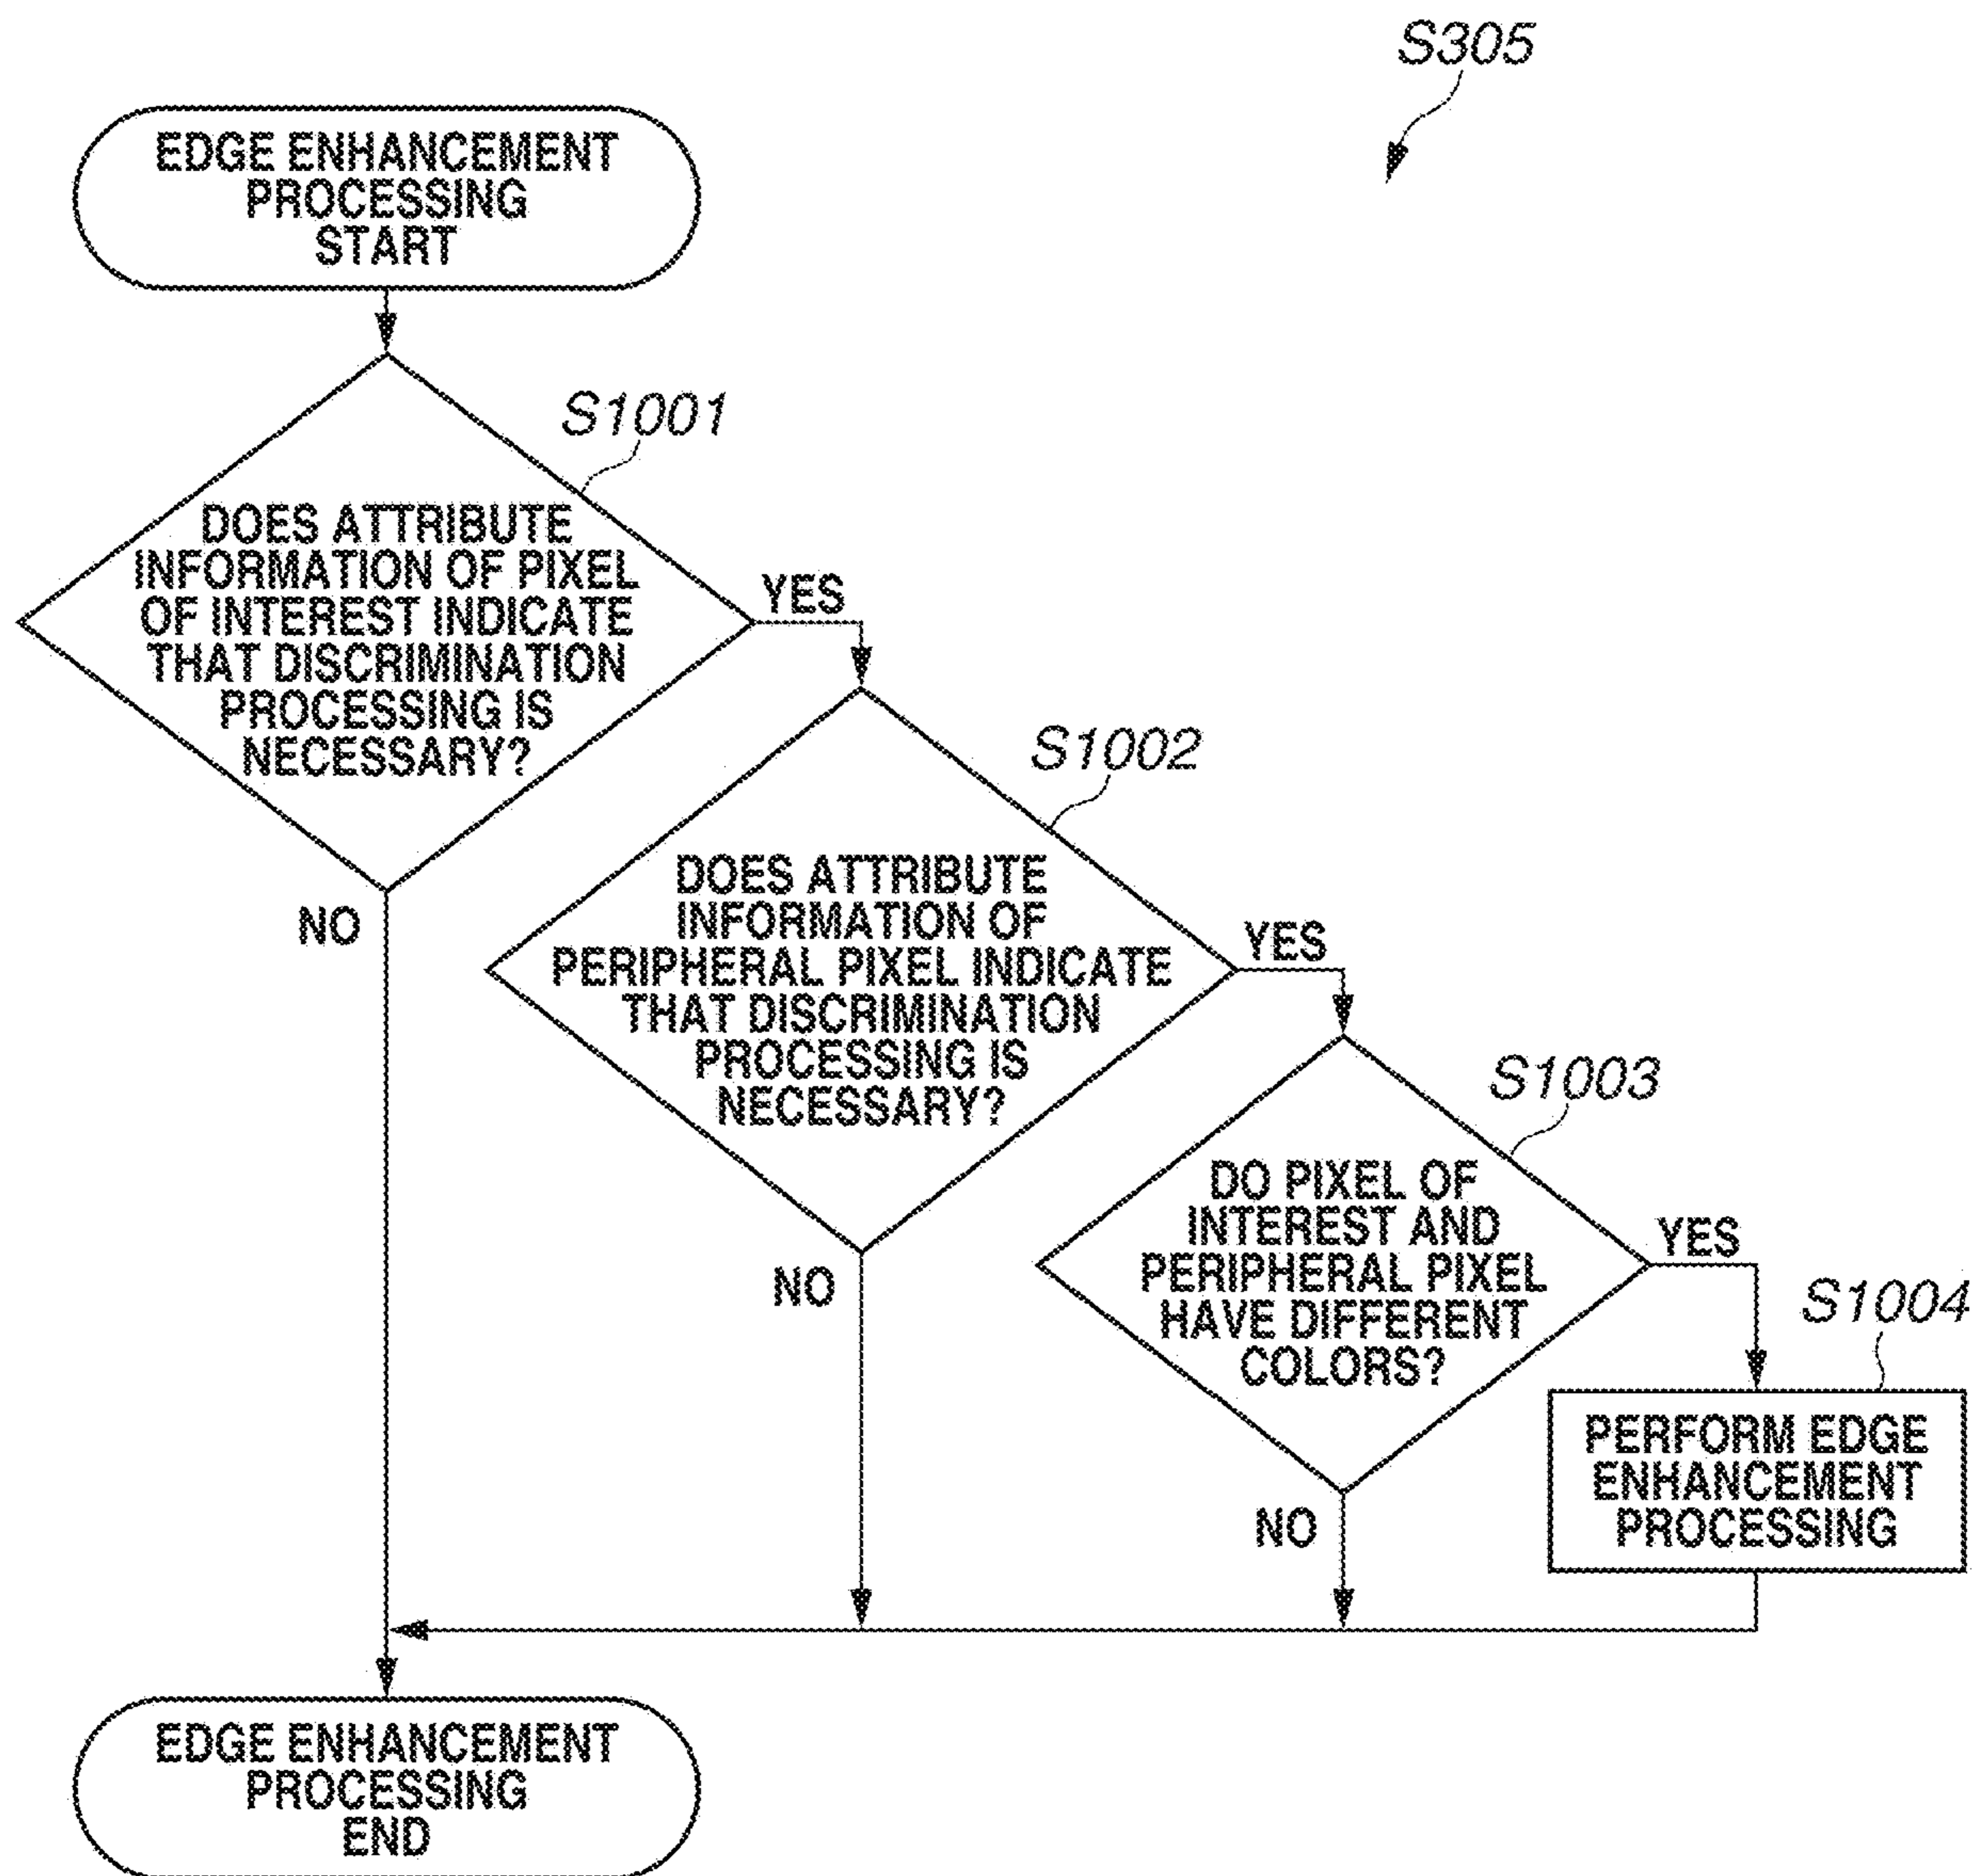 S305
EDGE ENHANCEMENT
PROCESSING
START
S1001
DOES ATTRIBUTE
INFORMATION OF PIXEL
OF INTEREST INDICATE
THAT DISCRIMINATION
PROCESSING IS
NECESSARY?
YES
NO
S1002
DOES ATTRIBUTE
INFORMATION OF
PERIPHERAL PIXEL INDICATE
THAT DISCRIMINATION
PROCESSING IS
NECESSARY?
YES
NO
S1003
DO PIXEL OF
INTEREST AND
PERIPHERAL PIXEL
HAVE DIFFERENT
COLORS?
YES
NO
S1004
PERFORM EDGE
ENHANCEMENT
PROCESSING
EDGE ENHANCEMENT
PROCESSING
END